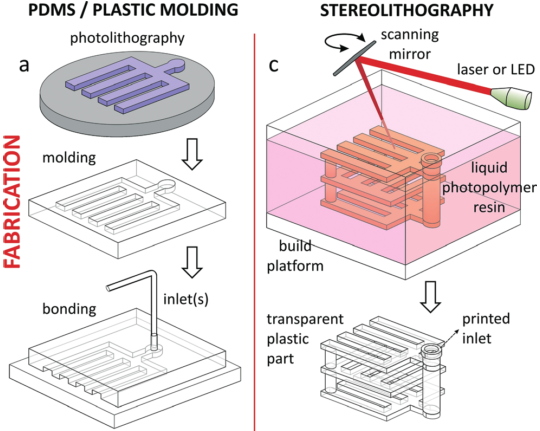 PDMS / PLASTIC MOLDING
photolithography
a
molding
FABRICATION
bonding
inlet(s)
STEREOLITHOGRAPHY
scanning
mirror
c
laser or LED
liquid
photopolymer
resin
build
platform
transparent
plastic
part
printed
inlet